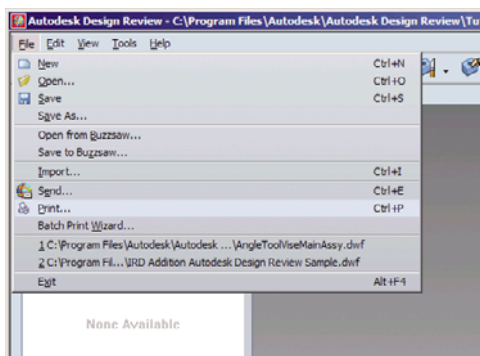 Autodesk Design Review - C:\Program Files\Autodesk\Autodesk Design Review\Tu
File Edit View Tools Help
New Ctrl+N
Open... Ctrl+O
Save Ctrl+S
Save As...
Open from Buzzsaw...
Save to Buzzsaw...
Import... Ctrl+I
Send... Ctrl+E
Print... Ctrl+P
Batch Print Wizard...
1 C:\Program Files\Autodesk\Autodesk ...\AngleToolViseMainAssy.dwf
2 C:\Program Fil...\IRD Addition Autodesk Design Review Sample.dwf
Exit Alt+F4
None Available